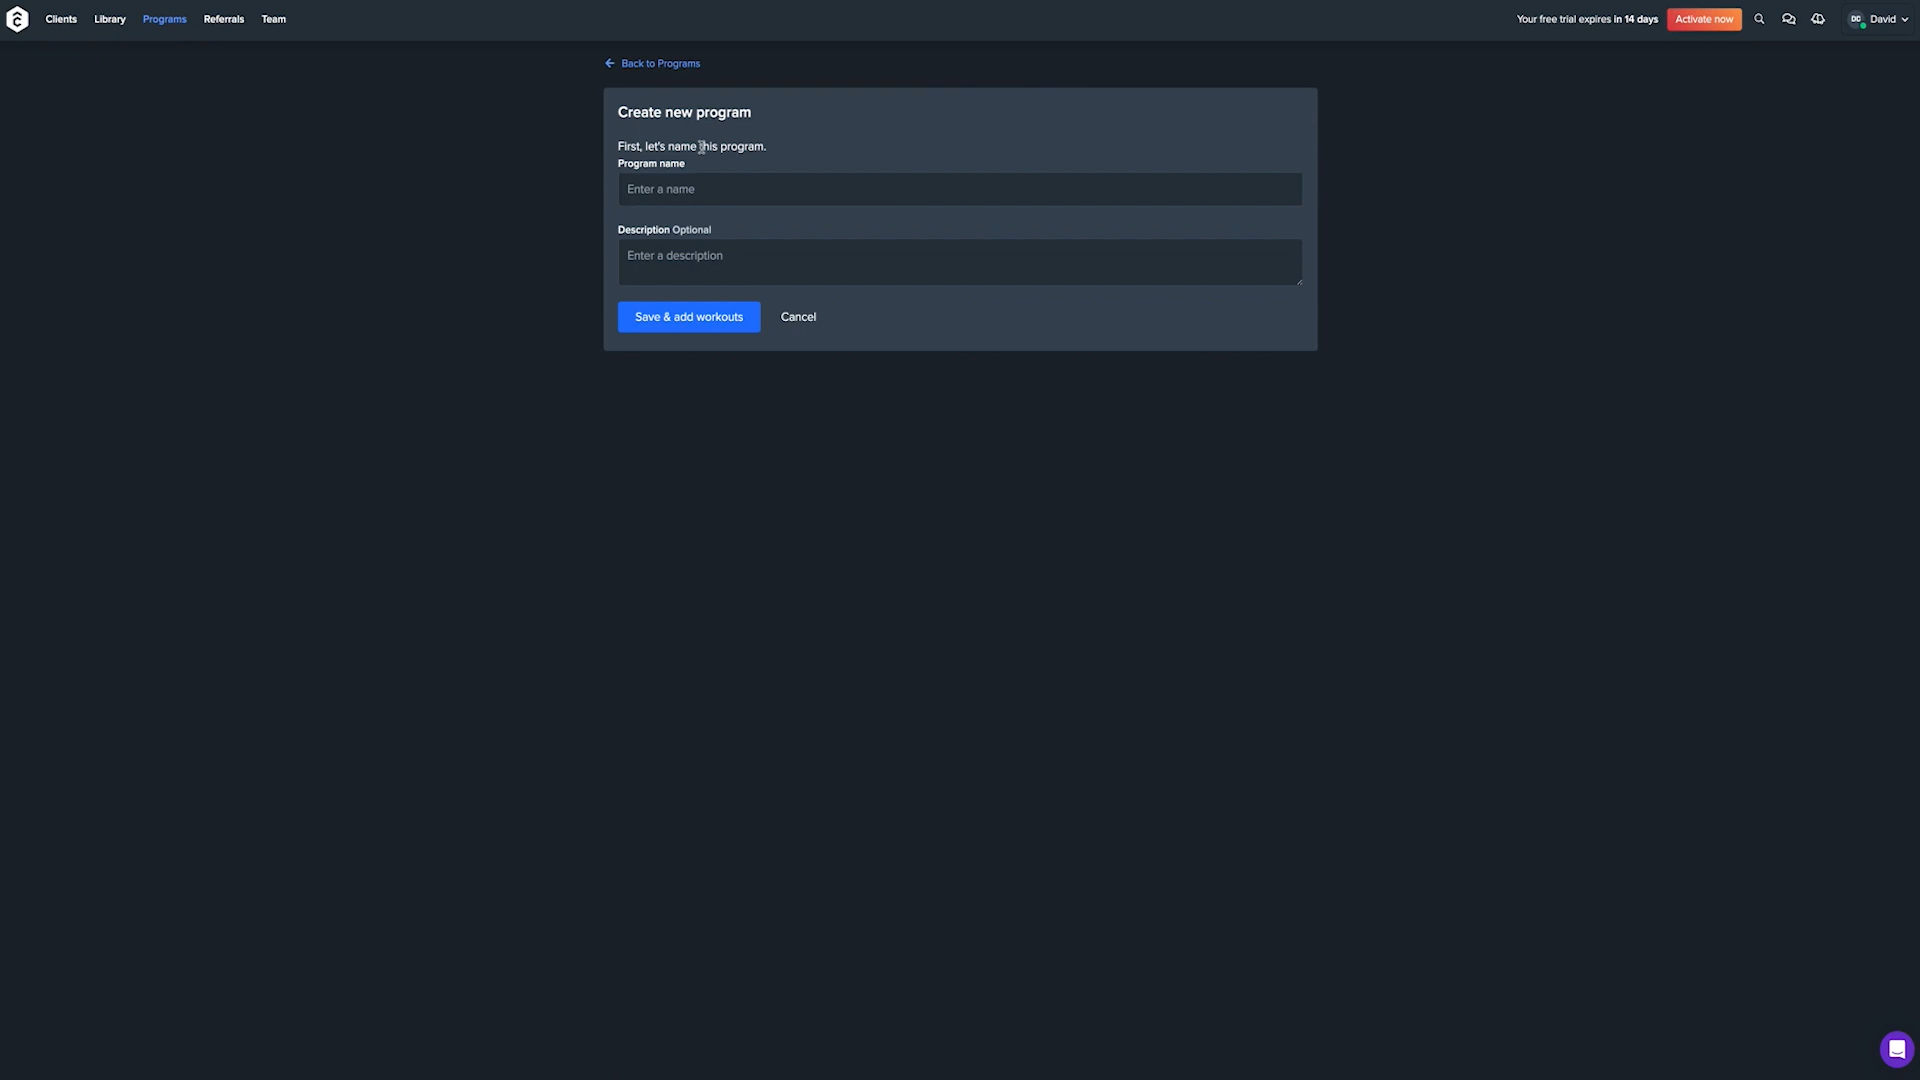 Clients Library Programs Referrals Team Your free trial expires in 14 days Activate now DC David
Back to Programs
Create new program
First, let's name this program.
Program name
Enter a name
Description Optional
Enter a description
Save & add workouts Cancel